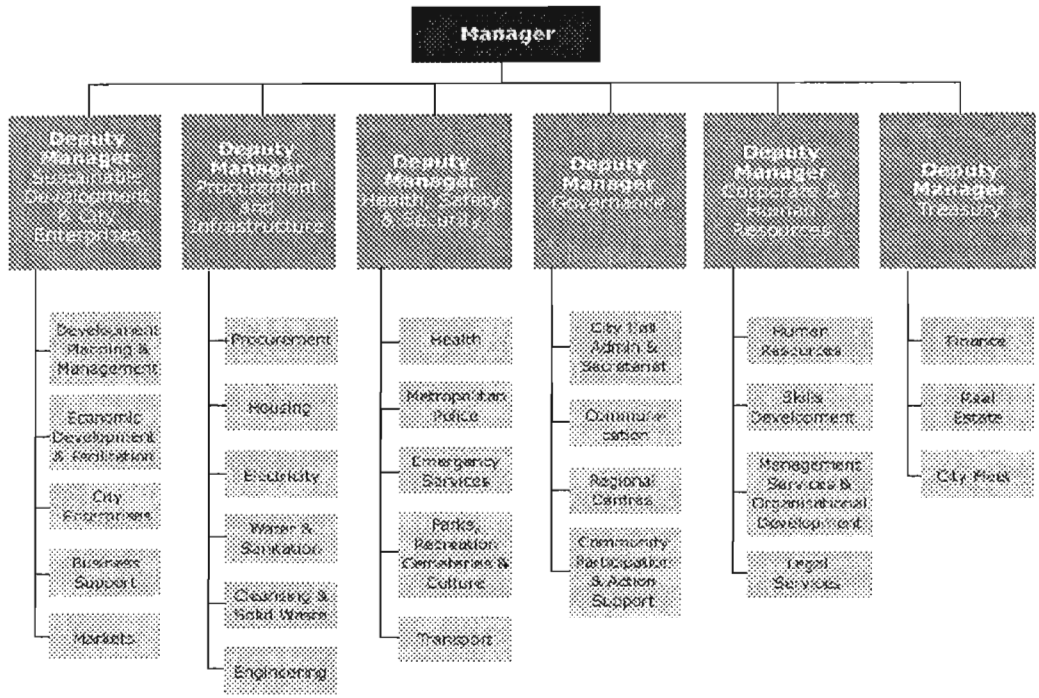 Manager
Deputy
Manager
Sustainable
Development
& City
Enterprises
Deputy
Manager
Procurement
and
Infrastructure
Deputy
Manager
Health, Safety
& Security
Deputy
Manager
Governance
Deputy
Manager
Corporate &
Human
Resources
Deputy
Manager
Treasury
Development
Planning &
Management
Economic
Development
& Facilitation
City
Enterprises
Business
Support
Markets
Procurement
Housing
Electricity
Water &
Sanitation
Cleansing &
Solid Waste
Engineering
Health
Metropolitan
Police
Emergency
Services
Parks,
Recreation
Cemeteries &
Culture
Transport
City Hall
Admin &
Secretariat
Communi-
cation
Regional
Centres
Community
Participation
& Action
Support
Human
Resources
Skills
Development
Management
Services &
Organisational
Development
Legal
Services
Finance
Real
Estate
City Fleet